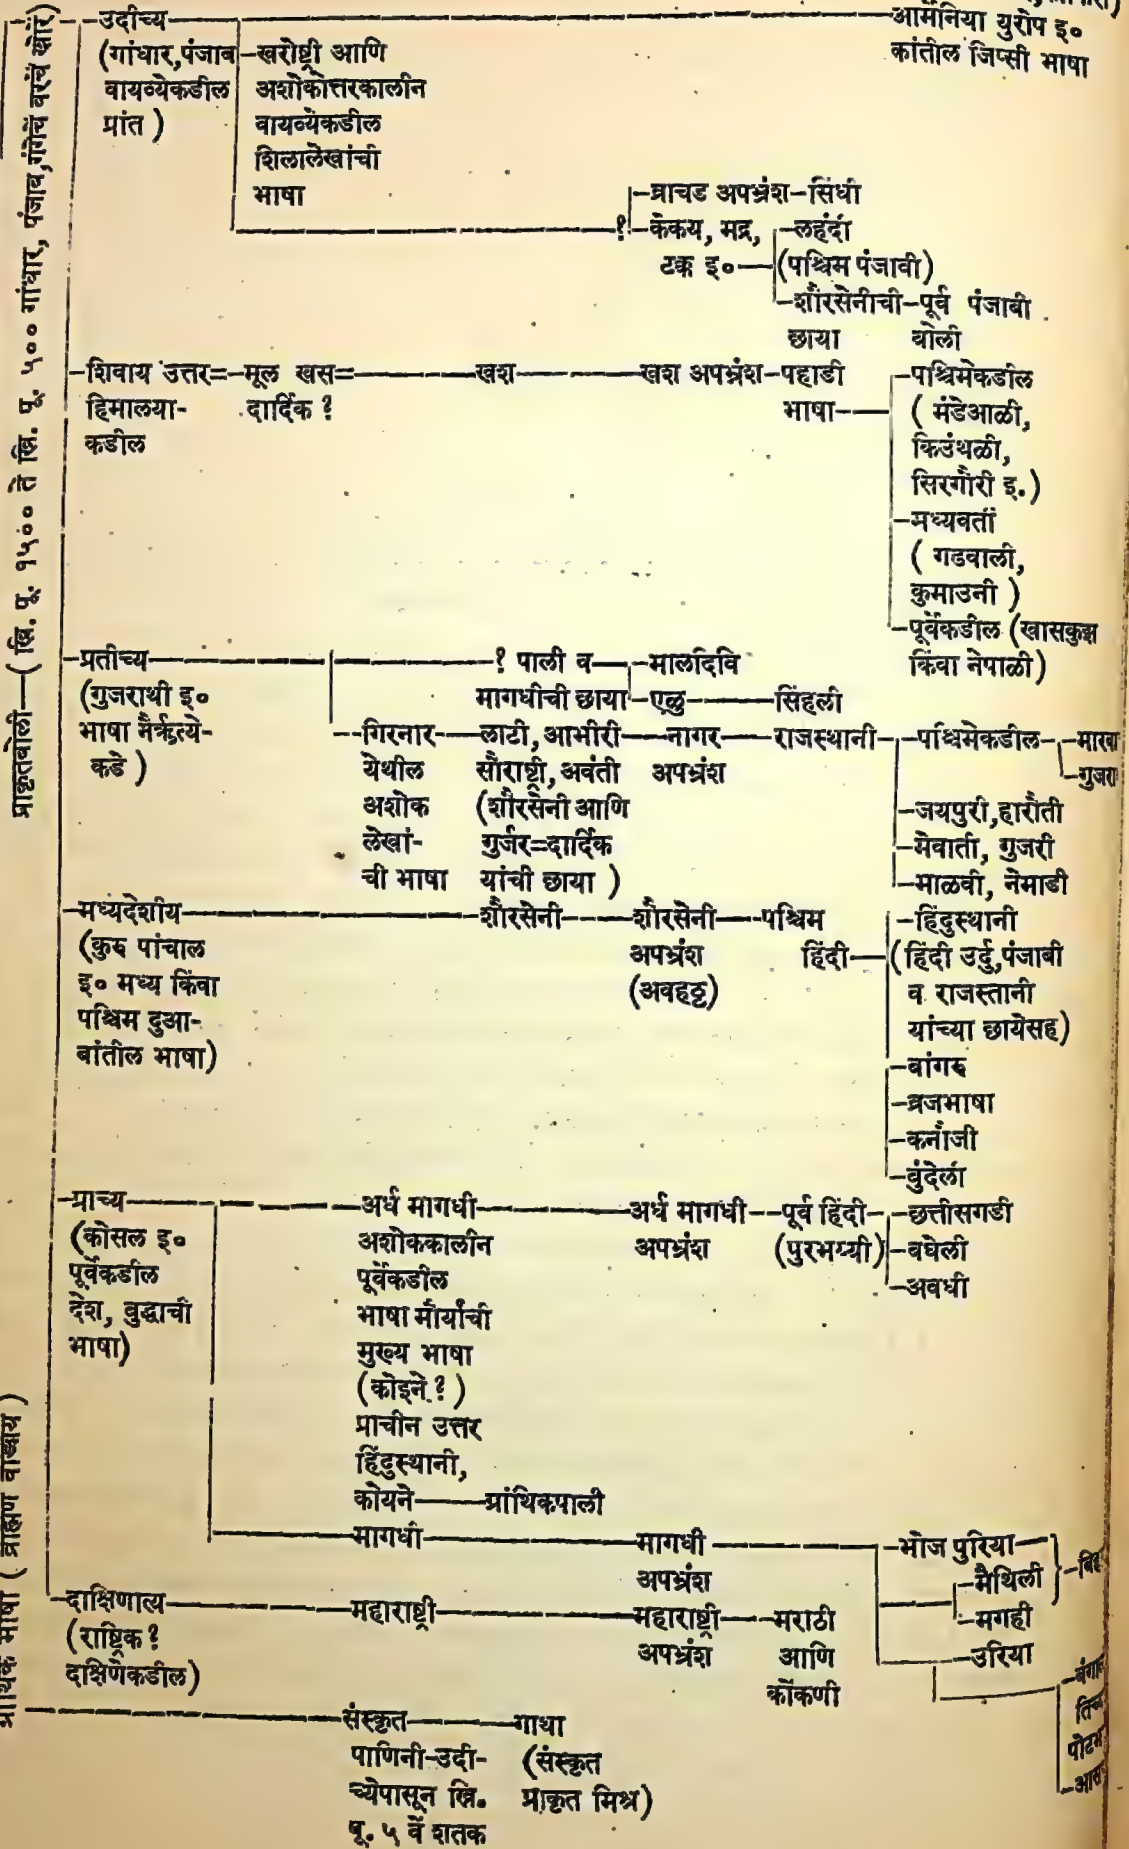 उदीच्य
(गांधार,पंजाब
वायव्येकडील
प्रांत )
खरोष्ट्री आणि
अशोकोत्तरकालीन
वायव्येकडील
शिलालेखांची
भाषा
आर्मेनिया युरोप इ०
कांतील जिप्सी भाषा
?
व्राचड अपभ्रंश-सिंधी
केकय, मद्र,
टक्क इ०
लहंदी
(पश्चिम पंजावी)
शौरसेनीची-पूर्व पंजाबी
छाया बोली
शिवाय उत्तर=
हिमालया-
कडील
मूल खस=
दार्दिक ?
खश
खश अपभ्रंश-पहाडी
भाषा
पाश्चिमेकडील
( मंडेआळी,
किउंथळी,
सिरमौरी इ.)
मध्यवर्ती
( गडवाली,
कुमाउनी )
पूर्वेकडील (खासकुरा
किंवा नेपाळी)
प्राकृतबोली-( ख्रि. पू. १५०० ते ख्रि. पू. ५०० गांधार, पंजाब,गंगेचें वरचें खोरें)
प्रतीच्य
(गुजराथी इ०
भाषा नैर्ऋत्ये-
कडे )
? पाली व
मागधीची छाया
मालदिवि
एळु
सिंहली
गिरनार
येथील
अशोक
लेखां-
ची भाषा
लाटी, आभीरी
सौराष्ट्री, अवंती
(शौरसेनी आणि
गुर्जर=दार्दिक
यांची छाया )
नागर
अपभ्रंश
राजस्थानी
पाश्चिमेकडील
जयपुरी,हारौती
मेवाती, गुजरी
माळवी, नेमाडी
मध्यदेशीय
(कुरु पांचाल
इ० मध्य किंवा
पश्चिम दुआ-
बांतील भाषा)
शौरसेनी
शौरसेनी
अपभ्रंश
(अवहठ्ठ)
पश्चिम
हिंदी
हिंदुस्थानी
(हिंदी उर्दु,पंजाबी
व राजस्तानी
यांच्या छायेसह)
बांगरु
व्रजभाषा
कनौजी
बुंदेली
प्राच्य
(कोसल इ०
पूर्वेकडील
देश, बुद्धाची
भाषा)
अर्ध मागधी
अशोककालीन
पूर्वेकडील
भाषा मौर्यांची
मुख्य भाषा
(कोइने ?)
प्राचीन उत्तर
हिंदुस्थानी,
कोयने
ग्रांथिकपाली
अर्ध मागधी
अपभ्रंश
पूर्व हिंदी
(पुरभय्यी)
छत्तीसगडी
बघेली
अवधी
मागधी
मागधी
अपभ्रंश
भोज पुरिया
मैथिली
मगही
उरिया
दाक्षिणात्य
(राष्ट्रिक ?
दक्षिणेकडील)
महाराष्ट्री
महाराष्ट्री
अपभ्रंश
मराठी
आणि
कोंकणी
ग्रांथिक भाषा ( ब्राह्मण वाङ्मय )
संस्कृत
पाणिनी-उदी-
च्येपासून ख्रि.
पू. ५ वें शतक
गाथा
(संस्कृत
प्राकृत मिश्र)